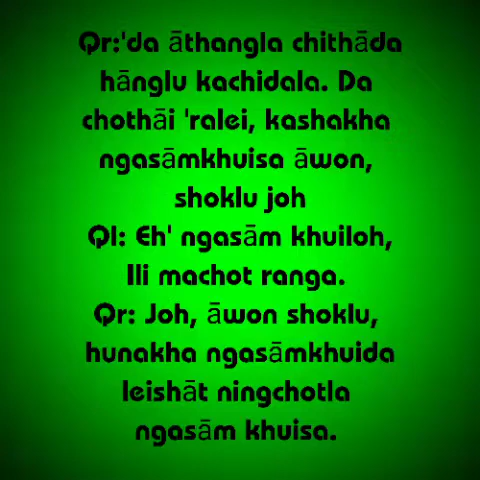 Qr:'da āthangla chithāda
hānglu kachidala. Da
chothāi 'ralei, kashakha
ngasāmkhuisa āwon,
shoklu joh
Ql: Eh' ngasām khuiloh,
Ili machot ranga.
Qr: Joh, āwon shoklu,
hunakha ngasāmkhuida
leishāt ningchotla
ngasām khuisa.